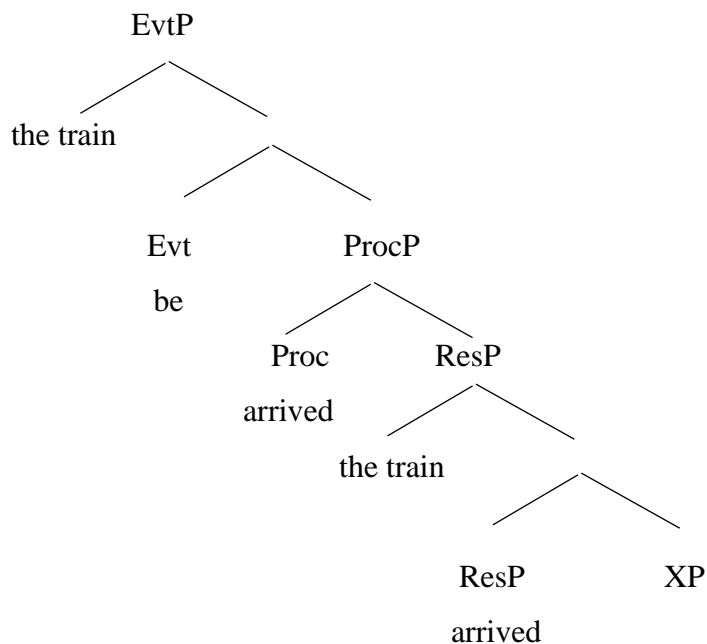 EvtP
the train
Evt ProcP
be
Proc ResP
arrived
the train
ResP XP
arrived